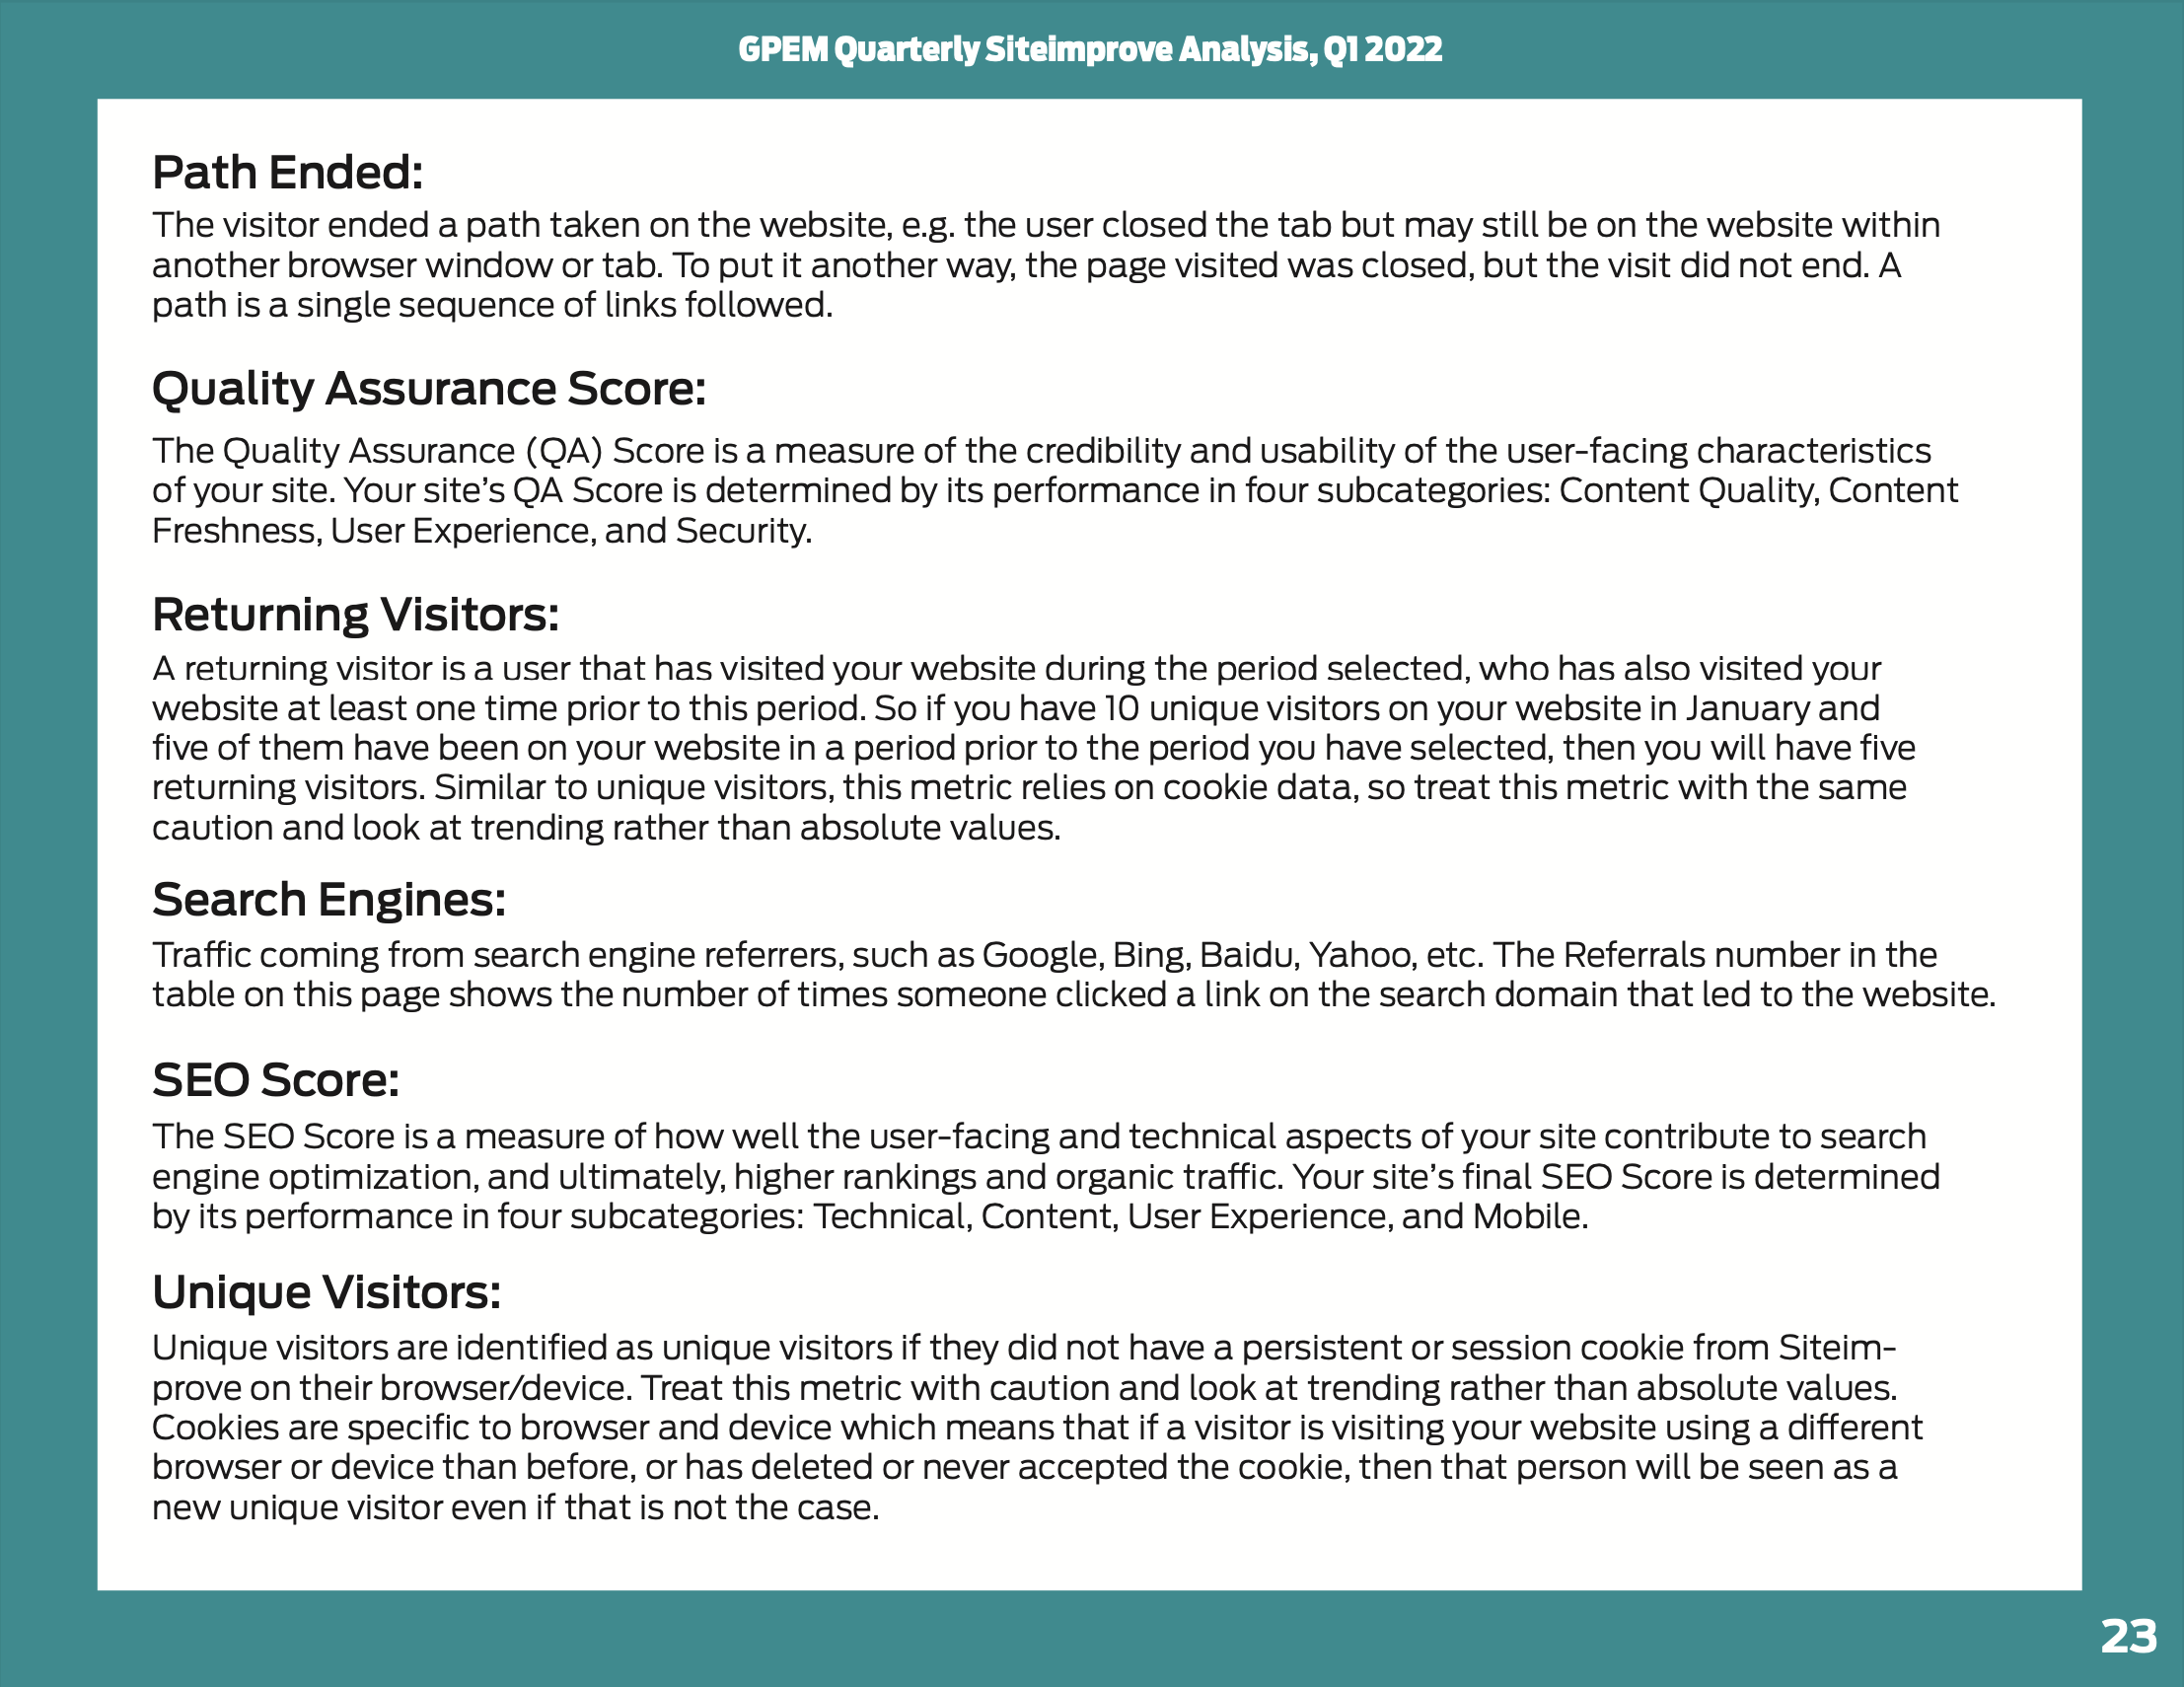 GPEM Quarterly Siteimprove Analysis, Q1 2022
Path Ended:
The visitor ended a path taken on the website, e.g. the user closed the tab but may still be on the website within
another browser window or tab. To put it another way, the page visited was closed, but the visit did not end. A
path is a single sequence of links followed.
Quality Assurance Score:
The Quality Assurance (QA) Score is a measure of the credibility and usability of the user-facing characteristics
of your site. Your site’s QA Score is determined by its performance in four subcategories: Content Quality, Content
Freshness, User Experience, and Security.
Returning Visitors:
A returning visitor is a user that has visited your website during the period selected, who has also visited your
website at least one time prior to this period. So if you have 10 unique visitors on your website in January and
five of them have been on your website in a period prior to the period you have selected, then you will have five
returning visitors. Similar to unique visitors, this metric relies on cookie data, so treat this metric with the same
caution and look at trending rather than absolute values.
Search Engines:
Traffic coming from search engine referrers, such as Google, Bing, Baidu, Yahoo, etc. The Referrals number in the
table on this page shows the number of times someone clicked a link on the search domain that led to the website.
SEO Score:
The SEO Score is a measure of how well the user-facing and technical aspects of your site contribute to search
engine optimization, and ultimately, higher rankings and organic traffic. Your site’s final SEO Score is determined
by its performance in four subcategories: Technical, Content, User Experience, and Mobile.
Unique Visitors:
Unique visitors are identified as unique visitors if they did not have a persistent or session cookie from Siteim-
prove on their browser/device. Treat this metric with caution and look at trending rather than absolute values.
Cookies are specific to browser and device which means that if a visitor is visiting your website using a different
browser or device than before, or has deleted or never accepted the cookie, then that person will be seen as a
new unique visitor even if that is not the case.
23